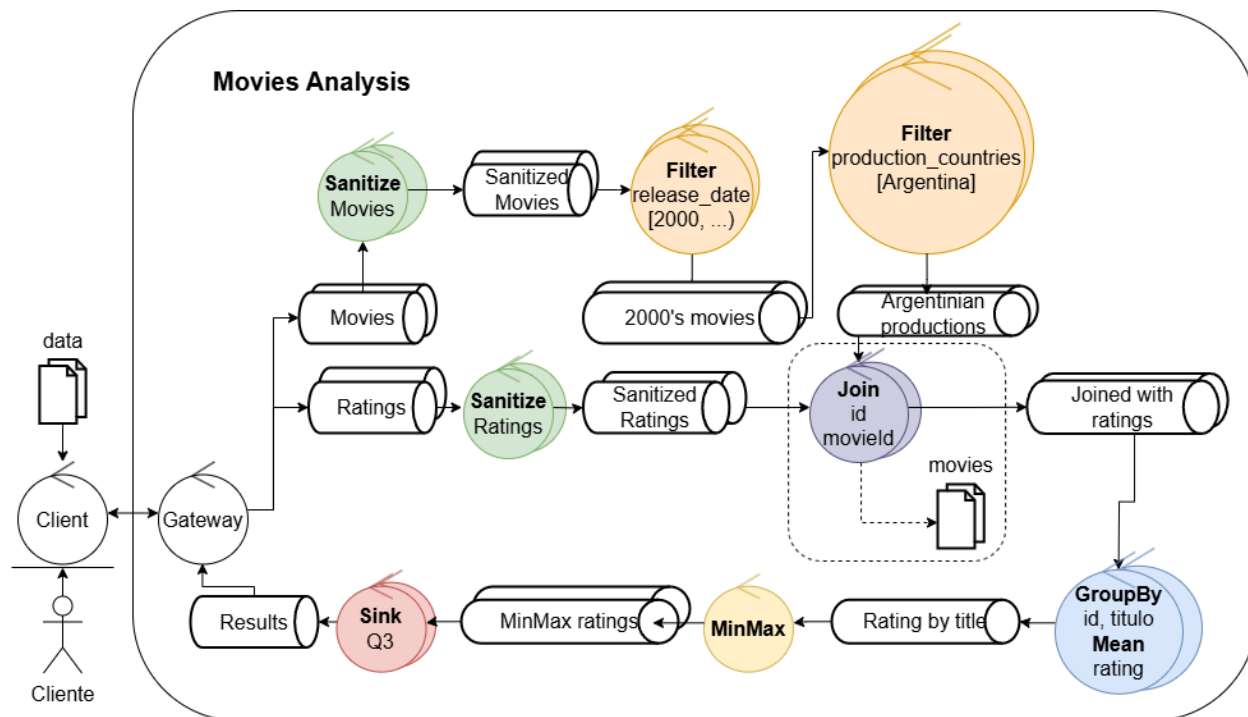 Movies Analysis
Filter
production_countries
[Argentina]
Sanitize
Movies
Sanitized
Movies
Filter
release_date
[2000, ...)
Movies
2000's movies
Argentinian
productions
data
Ratings
Sanitize
Ratings
Sanitized
Ratings
Join
id
movieId
Joined with
ratings
movies
Client
Gateway
Results
Sink
Q3
MinMax ratings
MinMax
Rating by title
GroupBy
id, titulo
Mean
rating
Cliente